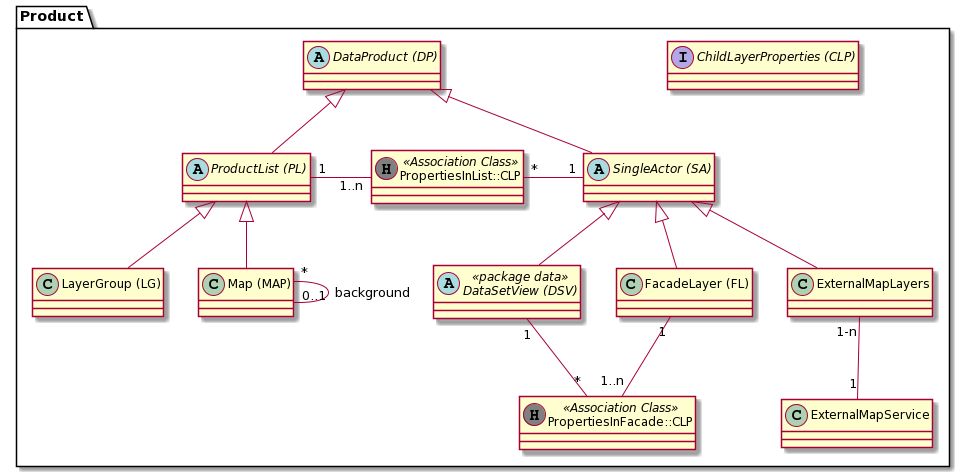 Product
A DataProduct (DP)
I ChildLayerProperties (CLP)
A ProductList (PL)
1
1..n
H «Association Class»
PropertiesInList::CLP
*
1
A SingleActor (SA)
C LayerGroup (LG)
C Map (MAP)
*
0..1
background
A «package data»
DataSetView (DSV)
C FacadeLayer (FL)
C ExternalMapLayers
1
1
1-n
*
1..n
1
H «Association Class»
PropertiesInFacade::CLP
C ExternalMapService